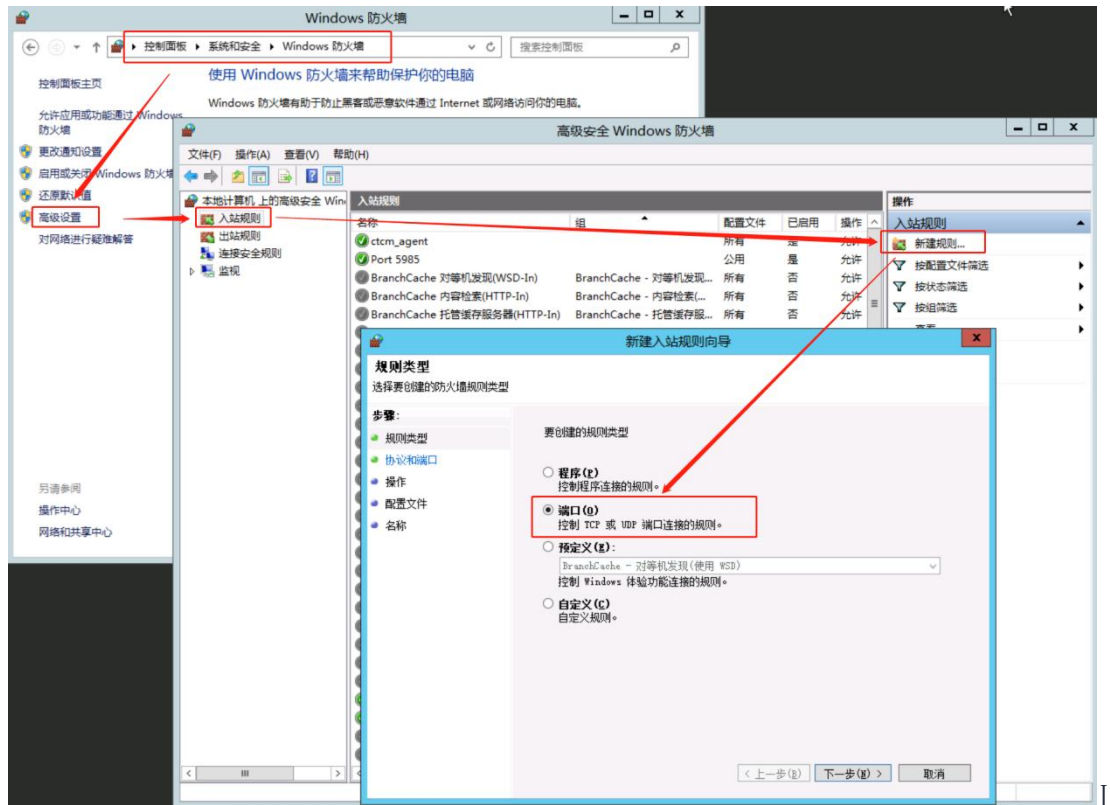 Windows 防火墙
控制面板 ▸ 系统和安全 ▸ Windows 防火墙
搜索控制面板
控制面板主页
允许应用或功能通过 Windows
防火墙
更改通知设置
启用或关闭 Windows 防火墙
还原默认值
高级设置
对网络进行疑难解答
另请参阅
操作中心
网络和共享中心
使用 Windows 防火墙来帮助保护你的电脑
Windows 防火墙有助于防止黑客或恶意软件通过 Internet 或网络访问你的电脑。
高级安全 Windows 防火墙
文件(F) 操作(A) 查看(V) 帮助(H)
本地计算机 上的高级安全 Win
入站规则
出站规则
连接安全规则
监视
入站规则
名称 组 配置文件 已启用 操作
ctcm_agent 所有 是 允许
Port 5985 公用 是 允许
BranchCache 对等机发现(WSD-In) BranchCache - 对等机发现... 所有 否 允许
BranchCache 内容检索(HTTP-In) BranchCache - 内容检索(... 所有 否 允许
BranchCache 托管缓存服务器(HTTP-In) BranchCache - 托管缓存服... 所有 否 允许
操作
入站规则
新建规则...
按配置文件筛选
按状态筛选
按组筛选
查看
新建入站规则向导
规则类型
选择要创建的防火墙规则类型
步骤:
规则类型
协议和端口
操作
配置文件
名称
要创建的规则类型
程序(P)
控制程序连接的规则。
端口(O)
控制 TCP 或 UDP 端口连接的规则。
预定义(E):
BranchCache - 对等机发现(使用 WSD)
控制 Windows 体验功能连接的规则。
自定义(C)
自定义规则。
< 上一步(B) 下一步(N) > 取消